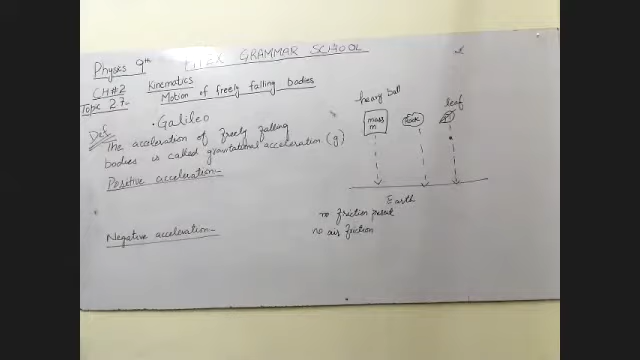 Physics 9th
GRAMMAR SCHOOL
CH#2 Kinematics
Topic 2.7 Motion of freely falling bodies
Def
• Galileo
The acceleration of freely falling
bodies is called gravitational acceleration (g)
Positive acceleration
Negative acceleration
heavy ball
leaf
mass
m
Earth
no friction present
no air friction